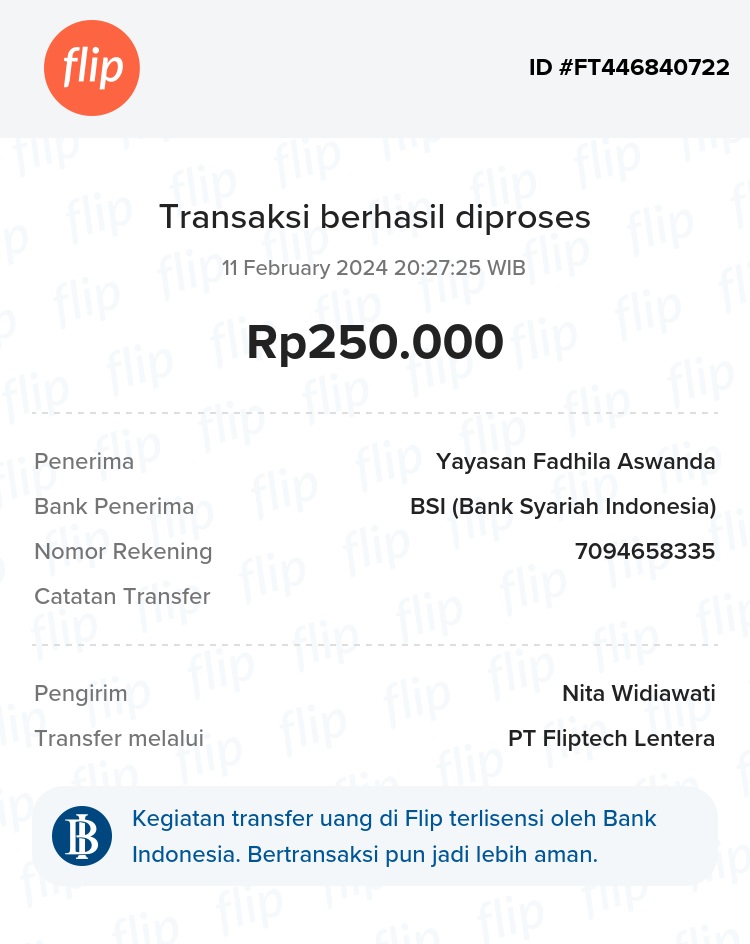 flip
ID #FT446840722
Transaksi berhasil diproses
11 February 2024 20:27:25 WIB
Rp250.000
Penerima Yayasan Fadhila Aswanda
Bank Penerima BSI (Bank Syariah Indonesia)
Nomor Rekening 7094658335
Catatan Transfer
Pengirim Nita Widiawati
Transfer melalui PT Fliptech Lentera
Kegiatan transfer uang di Flip terlisensi oleh Bank
Indonesia. Bertransaksi pun jadi lebih aman.